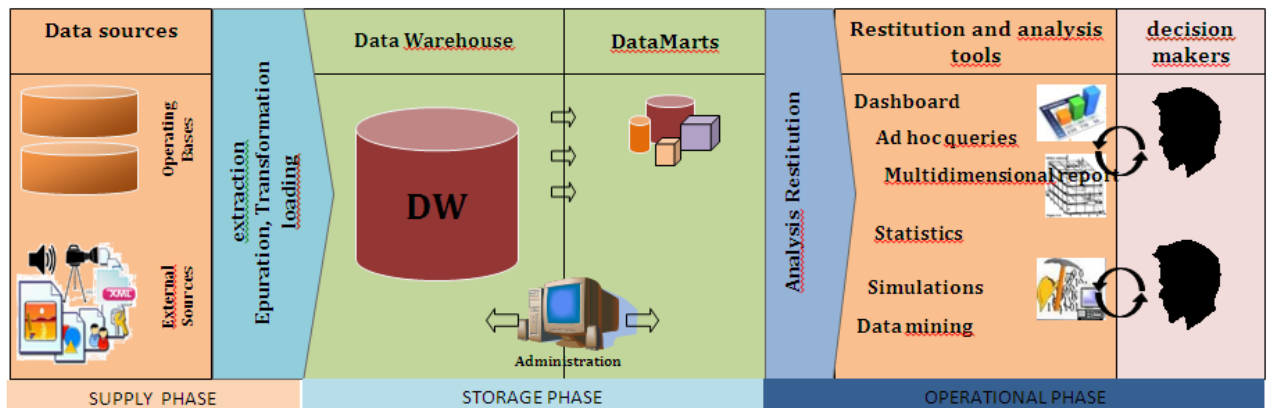 Data sources
Data Warehouse
DataMarts
Restitution and analysis
tools
decision
makers
Operating
Bases
External
Sources
XML
extraction
Epuration, Transformation
loading
DW
Administration
Analysis Restitution
Dashboard
Ad hoc queries
Multidimensional report
Statistics
Simulations
Data mining
SUPPLY PHASE
STORAGE PHASE
OPERATIONAL PHASE